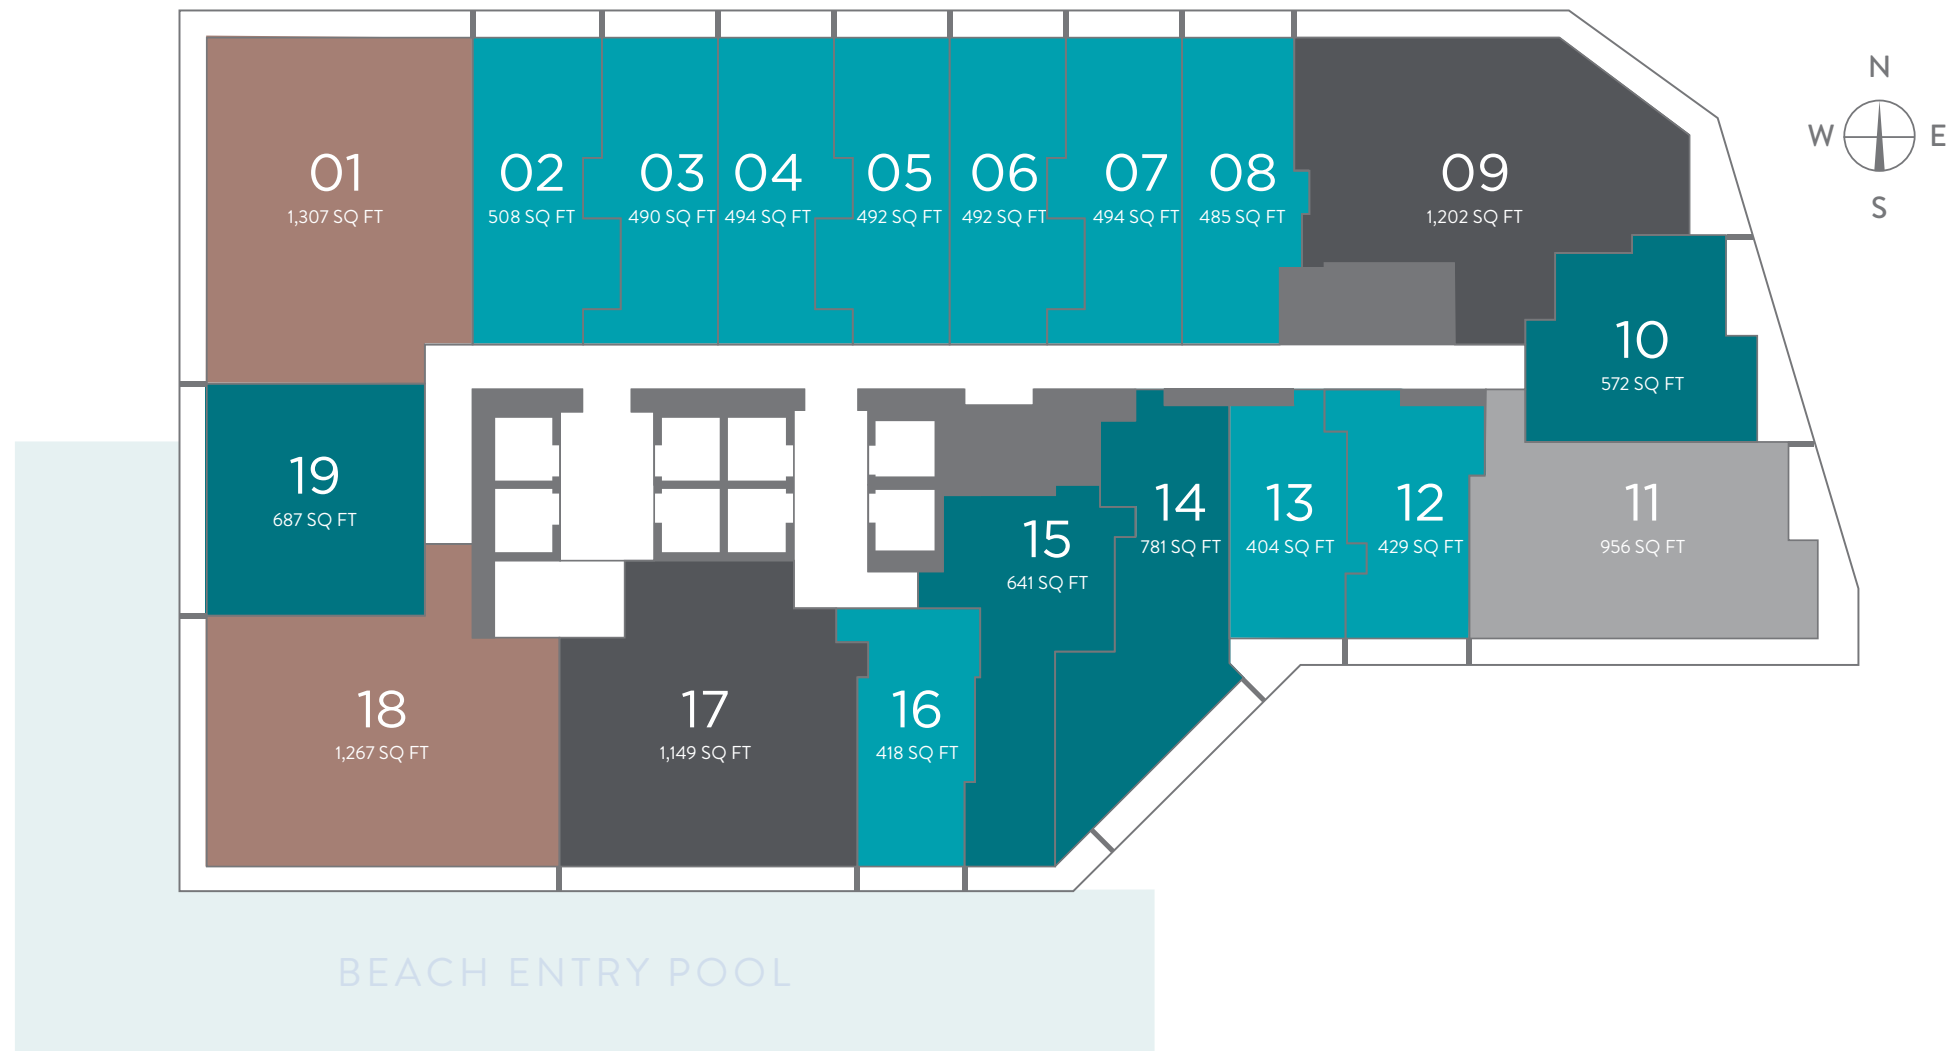 N
W E
S
01
1,307 SQ FT
02
508 SQ FT
03
490 SQ FT
04
494 SQ FT
05
492 SQ FT
06
492 SQ FT
07
494 SQ FT
08
485 SQ FT
09
1,202 SQ FT
10
572 SQ FT
11
956 SQ FT
12
429 SQ FT
13
404 SQ FT
14
781 SQ FT
15
641 SQ FT
16
418 SQ FT
17
1,149 SQ FT
18
1,267 SQ FT
19
687 SQ FT
BEACH ENTRY POOL